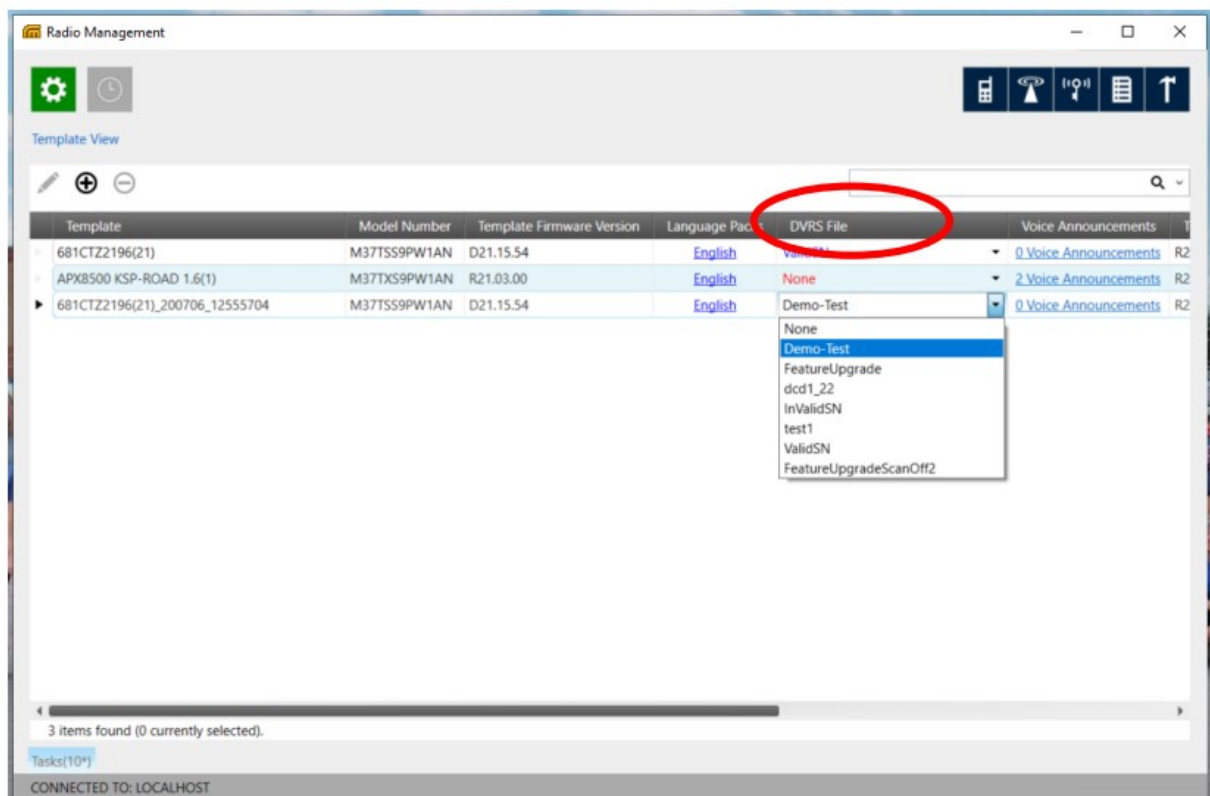 Radio Management
Template View
Template Model Number Template Firmware Version Language Packs DVRS File Voice Announcements T
681CTZ2196(21) M37TSS9PW1AN D21.15.54 English ValidSN 0 Voice Announcements R2
APX8500 KSP-ROAD 1.6(1) M37TXS9PW1AN R21.03.00 English None 2 Voice Announcements R2
681CTZ2196(21)_200706_12555704 M37TSS9PW1AN D21.15.54 English Demo-Test 0 Voice Announcements R2
None
Demo-Test
FeatureUpgrade
dcd1_22
InValidSN
test1
ValidSN
FeatureUpgradeScanOff2
3 items found (0 currently selected).
Tasks(10*)
CONNECTED TO: LOCALHOST